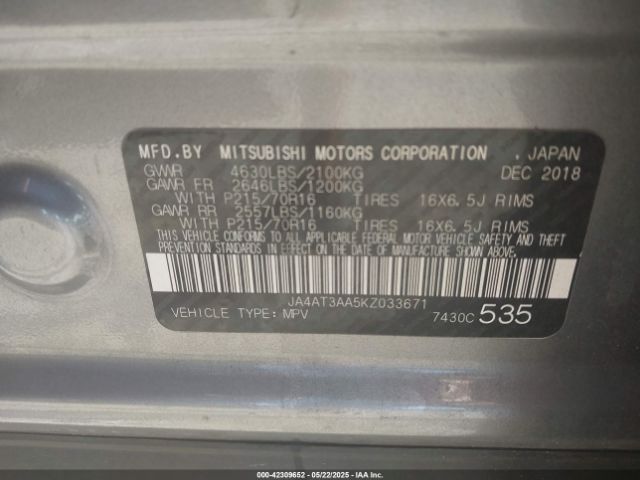 MFD.BY MITSUBISHI MOTORS CORPORATION . JAPAN
GVWR 4630LBS/2100KG DEC 2018
GAWR FR 2646LBS/1200KG
WITH P215/70R16 TIRES 16X6.5J RIMS
GAWR RR 2557LBS/1160KG
WITH P215/70R16 TIRES 16X6.5J RIMS
THIS VEHICLE CONFORMS TO ALL APPLICABLE FEDERAL MOTOR VEHICLE SAFETY AND THEFT
PREVENTION STANDARDS IN EFFECT ON THE DATE OF MANUFACTURE SHOWN ABOVE.
JA4AT3AA5KZ033671
VEHICLE TYPE: MPV 7430C 535
000-42309652 - 05/22/2025 - IAAI.com